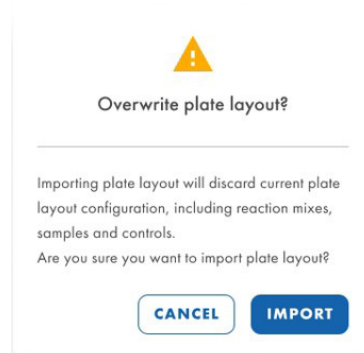 Overwrite plate layout?
Importing plate layout will discard current plate
layout configuration, including reaction mixes,
samples and controls.
Are you sure you want to import plate layout?
CANCEL IMPORT